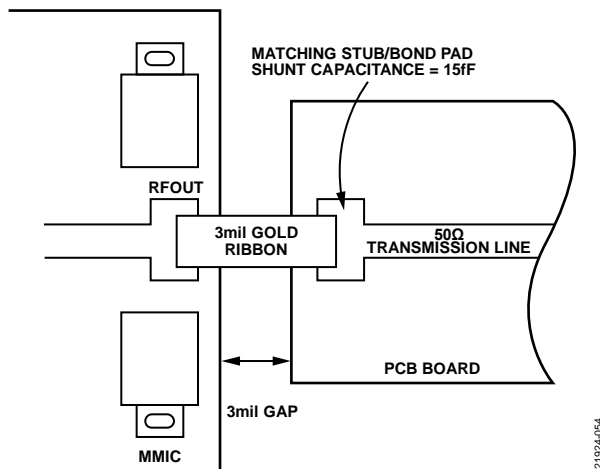 MATCHING STUB/BOND PAD
SHUNT CAPACITANCE = 15fF
RFOUT
3mil GOLD
RIBBON
50Ω
TRANSMISSION LINE
PCB BOARD
3mil GAP
MMIC
21924-054